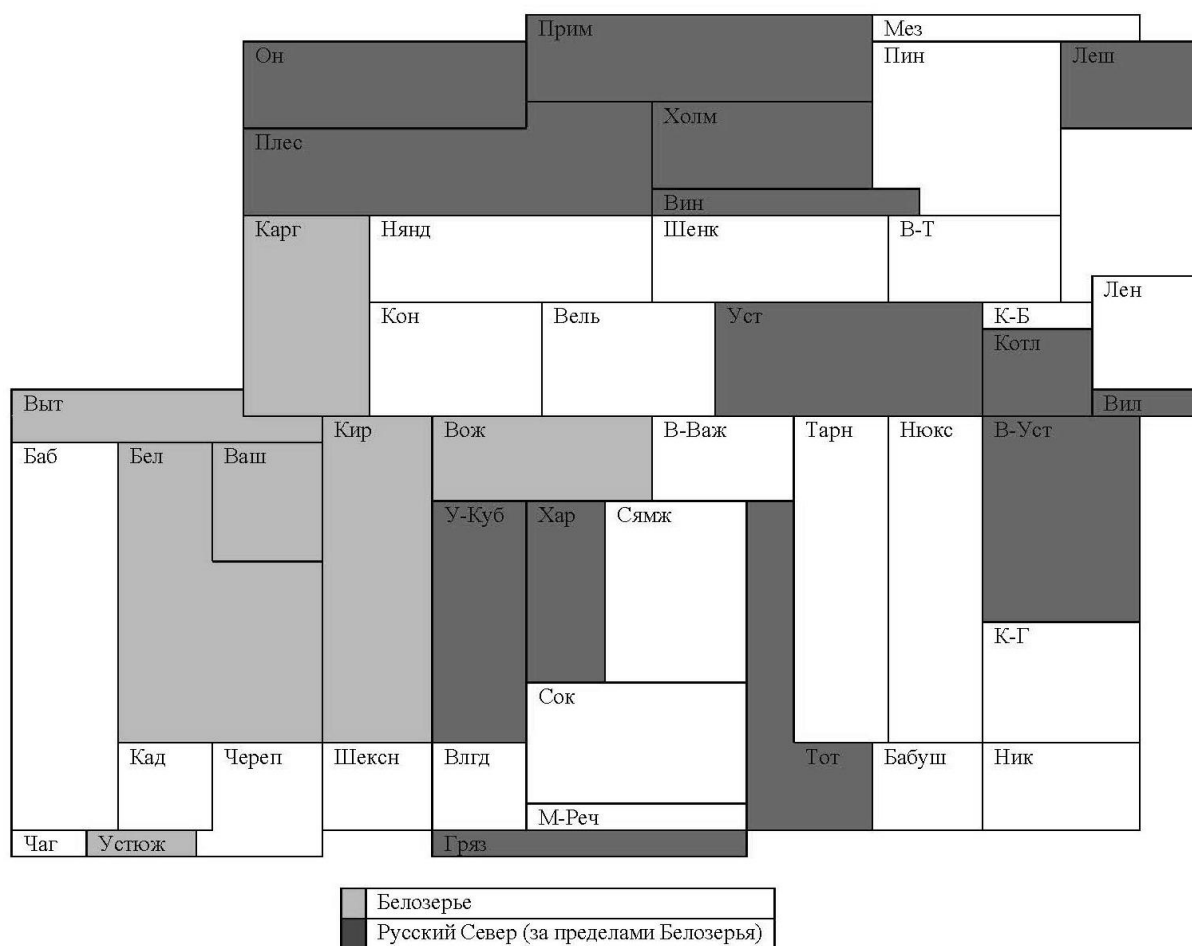 Прим
Мез
Он
Пин
Леш
Холм
Плес
Вин
Карг
Нянд
Шенк
В-Т
Лен
Кон
Вель
Уст
К-Б
Котл
Выт
Вил
Кир
Вож
В-Важ
Тарн
Нюкс
В-Уст
Баб
Бел
Ваш
У-Куб
Хар
Сямж
К-Г
Сок
Кад
Череп
Шексн
Влгд
Тот
Бабуш
Ник
М-Реч
Чаг
Устюж
Гряз
Белозерье
Русский Север (за пределами Белозерья)